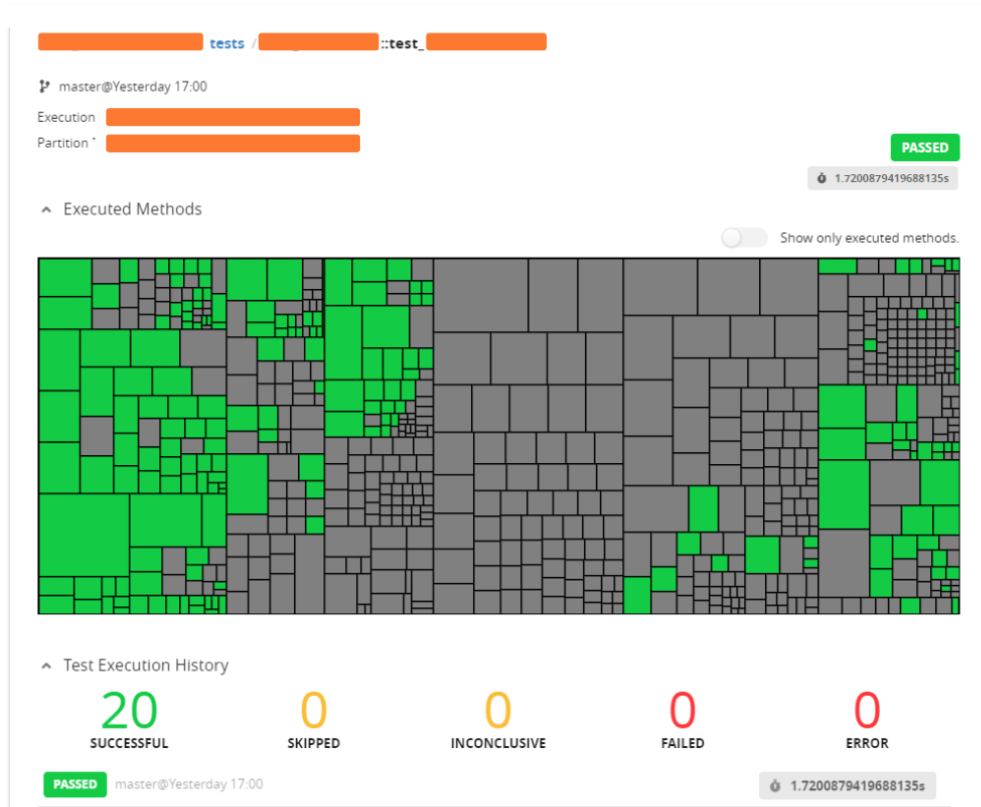 tests / ::test_
master@Yesterday 17:00
Execution
Partition
PASSED
1.7200879419688135s
Executed Methods
Show only executed methods.
Test Execution History
20 0 0 0 0
SUCCESSFUL SKIPPED INCONCLUSIVE FAILED ERROR
PASSED master@Yesterday 17:00 1.7200879419688135s